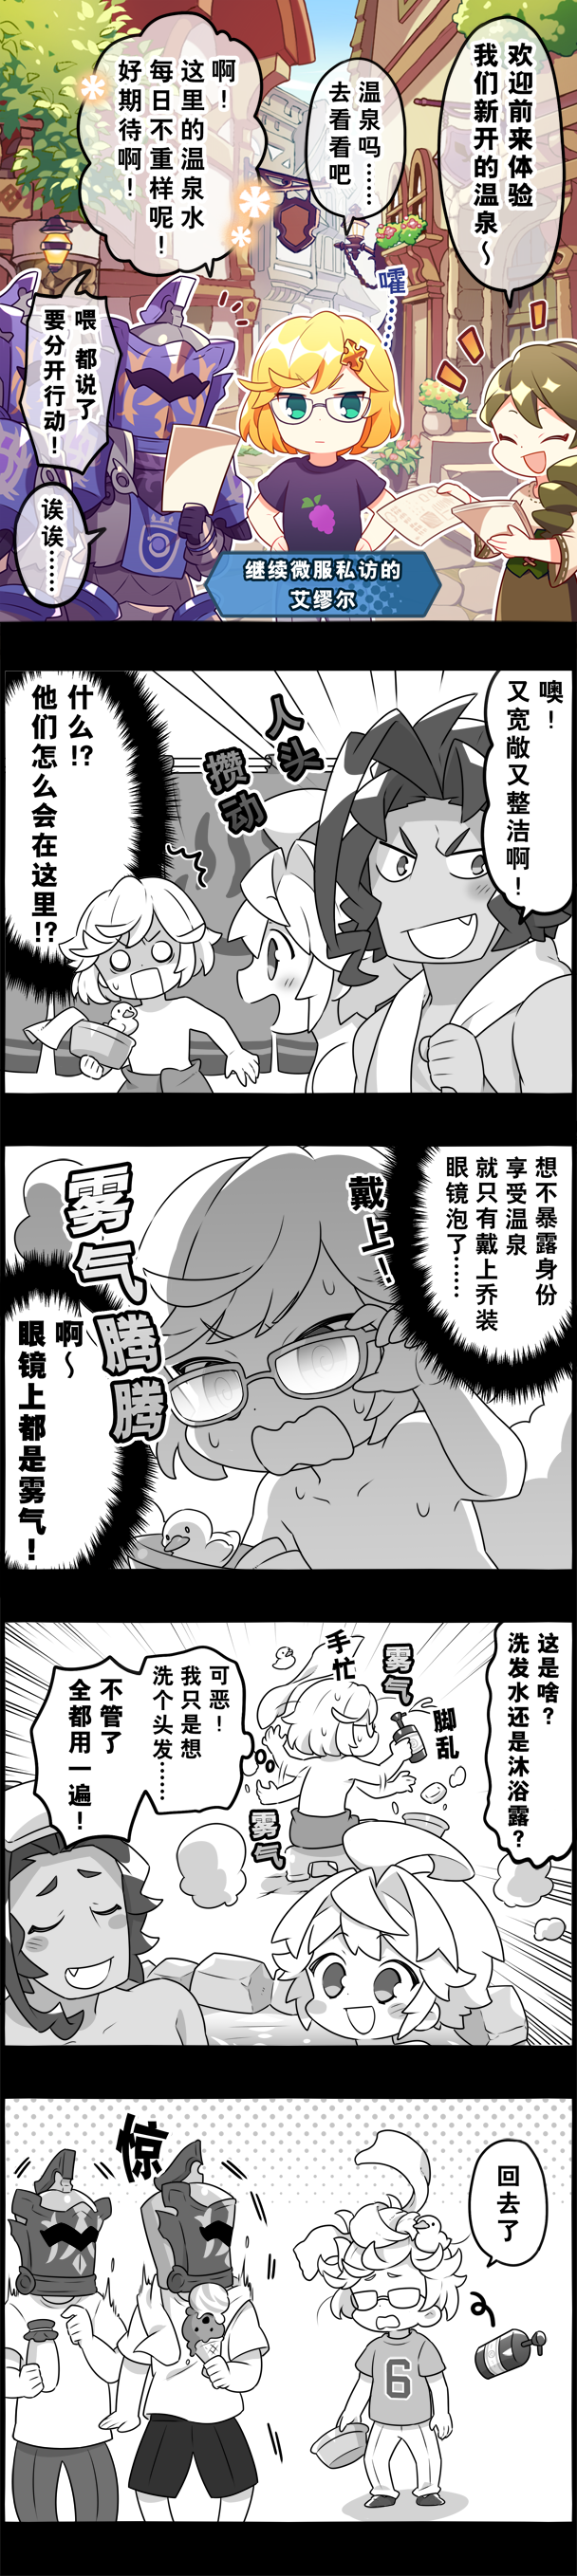 欢迎前来体验
我们新开的温泉～
温泉吗……
去看看吧
啊！
这里的温泉水
每日不重样呢！
好期待啊！
嚯……
喂 都说了
要分开行动！
诶诶……
继续微服私访的
艾缪尔
噢！
又宽敞又整洁啊！
人头
攒动
什么!?
他们怎么会在这里!?
想不暴露身份
享受温泉
就只有戴上乔装
眼镜泡了……
戴上！
雾气腾腾
啊～
眼镜上都是雾气！
这是啥？
洗发水还是沐浴露？
雾气
手忙
脚乱
雾气
可恶！
我只是想
洗个头发……
不管了
全都用一遍！
回去了
惊
6